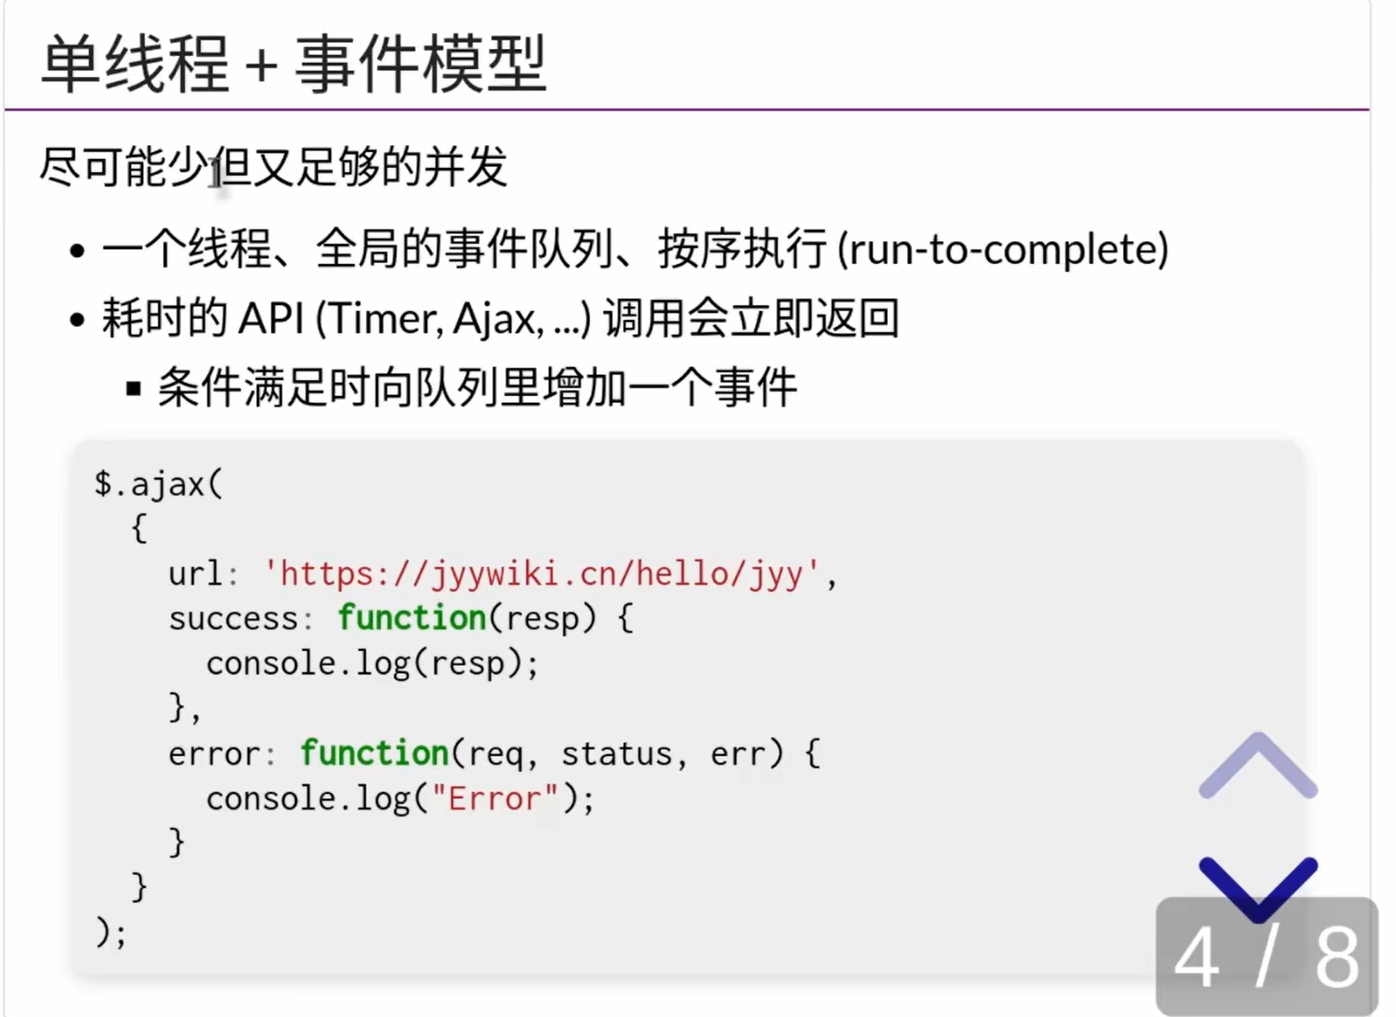 单线程 + 事件模型
尽可能少但又足够的并发
• 一个线程、全局的事件队列、按序执行 (run-to-complete)
• 耗时的 API (Timer, Ajax, ...) 调用会立即返回
▪ 条件满足时向队列里增加一个事件
$.ajax(
  {
    url: 'https://jyywiki.cn/hello/jyy',
    success: function(resp) {
      console.log(resp);
    },
    error: function(req, status, err) {
      console.log("Error");
    }
  }
);
4 / 8